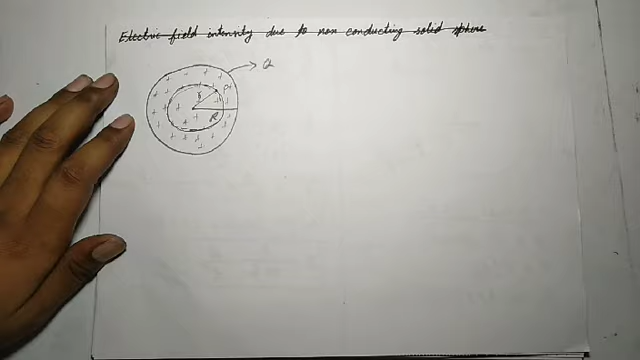 Electric field intensity due to non conducting solid sphere
Q
r
P
R